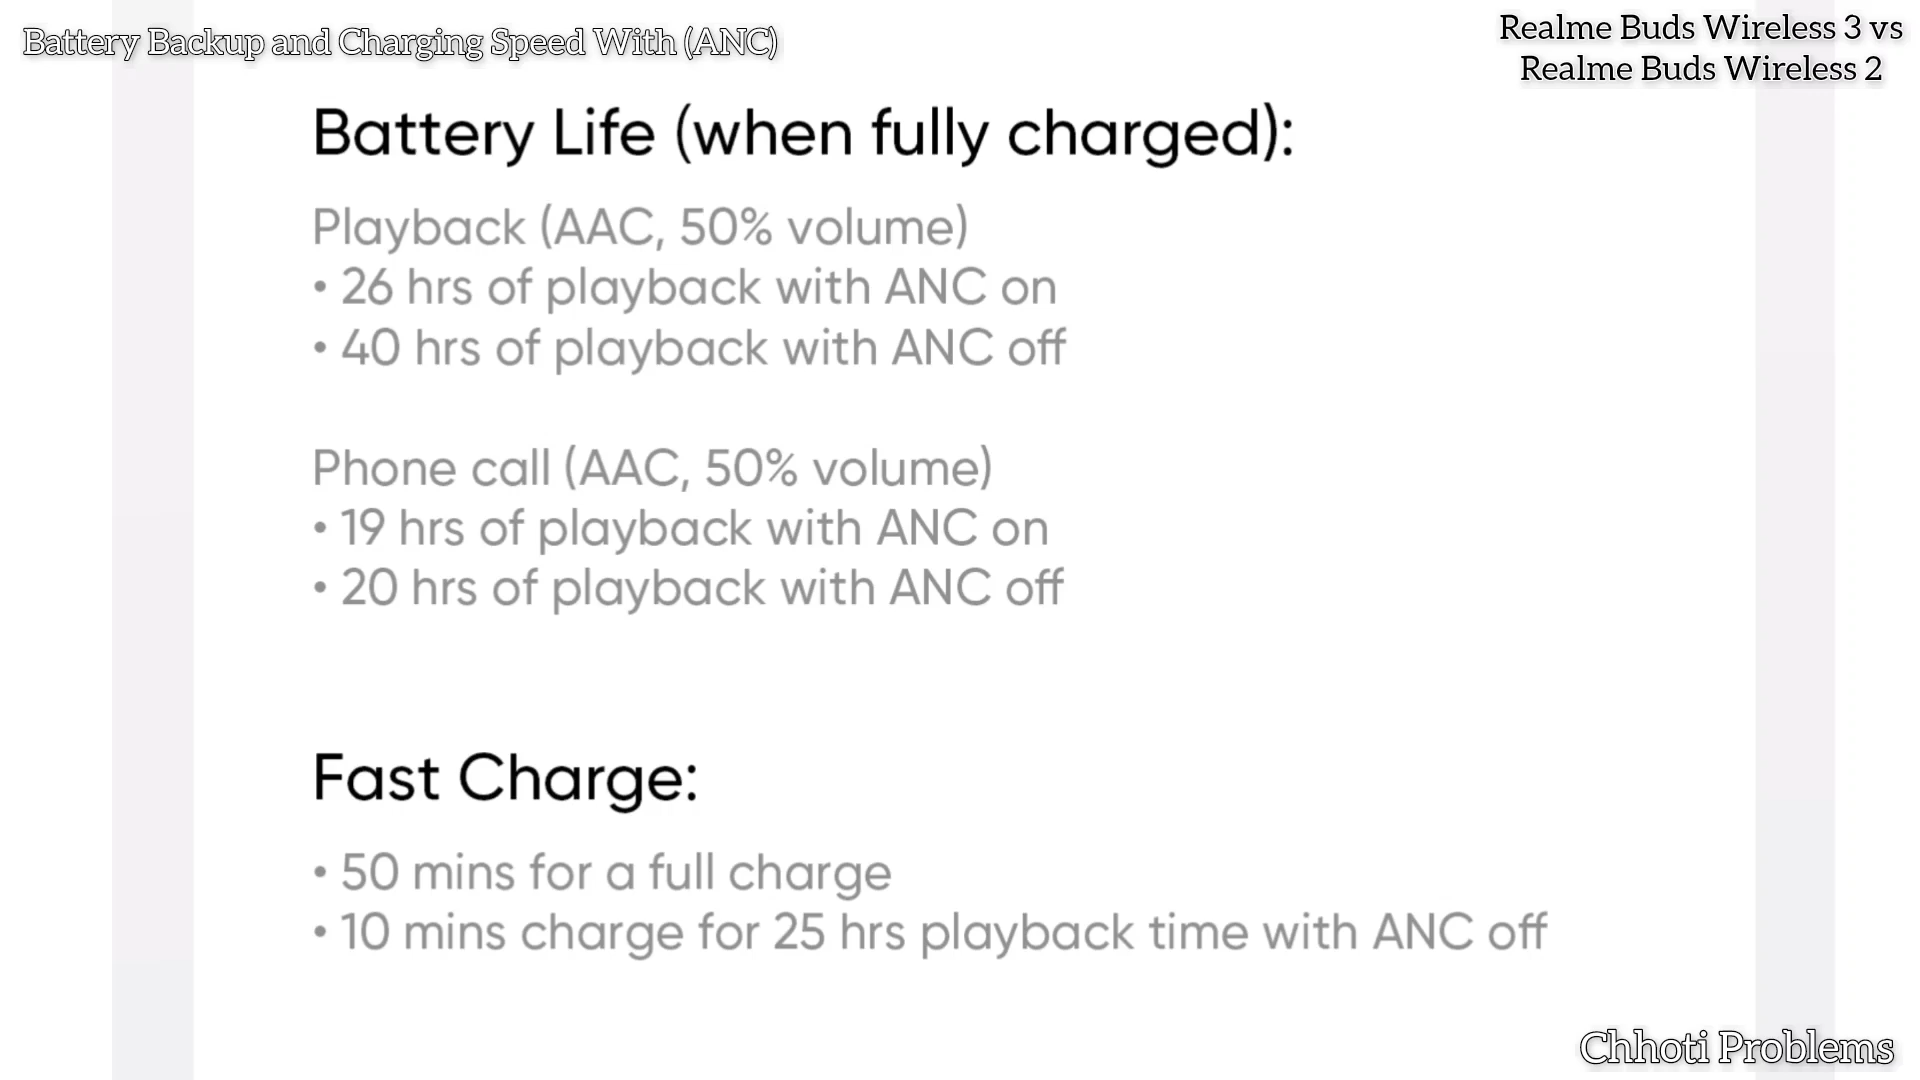 Battery Backup and Charging Speed With (ANC)
Realme Buds Wireless 3 vs
Realme Buds Wireless 2
Battery Life (when fully charged):
Playback (AAC, 50% volume)
• 26 hrs of playback with ANC on
• 40 hrs of playback with ANC off
Phone call (AAC, 50% volume)
• 19 hrs of playback with ANC on
• 20 hrs of playback with ANC off
Fast Charge:
• 50 mins for a full charge
• 10 mins charge for 25 hrs playback time with ANC off
Chhoti Problems